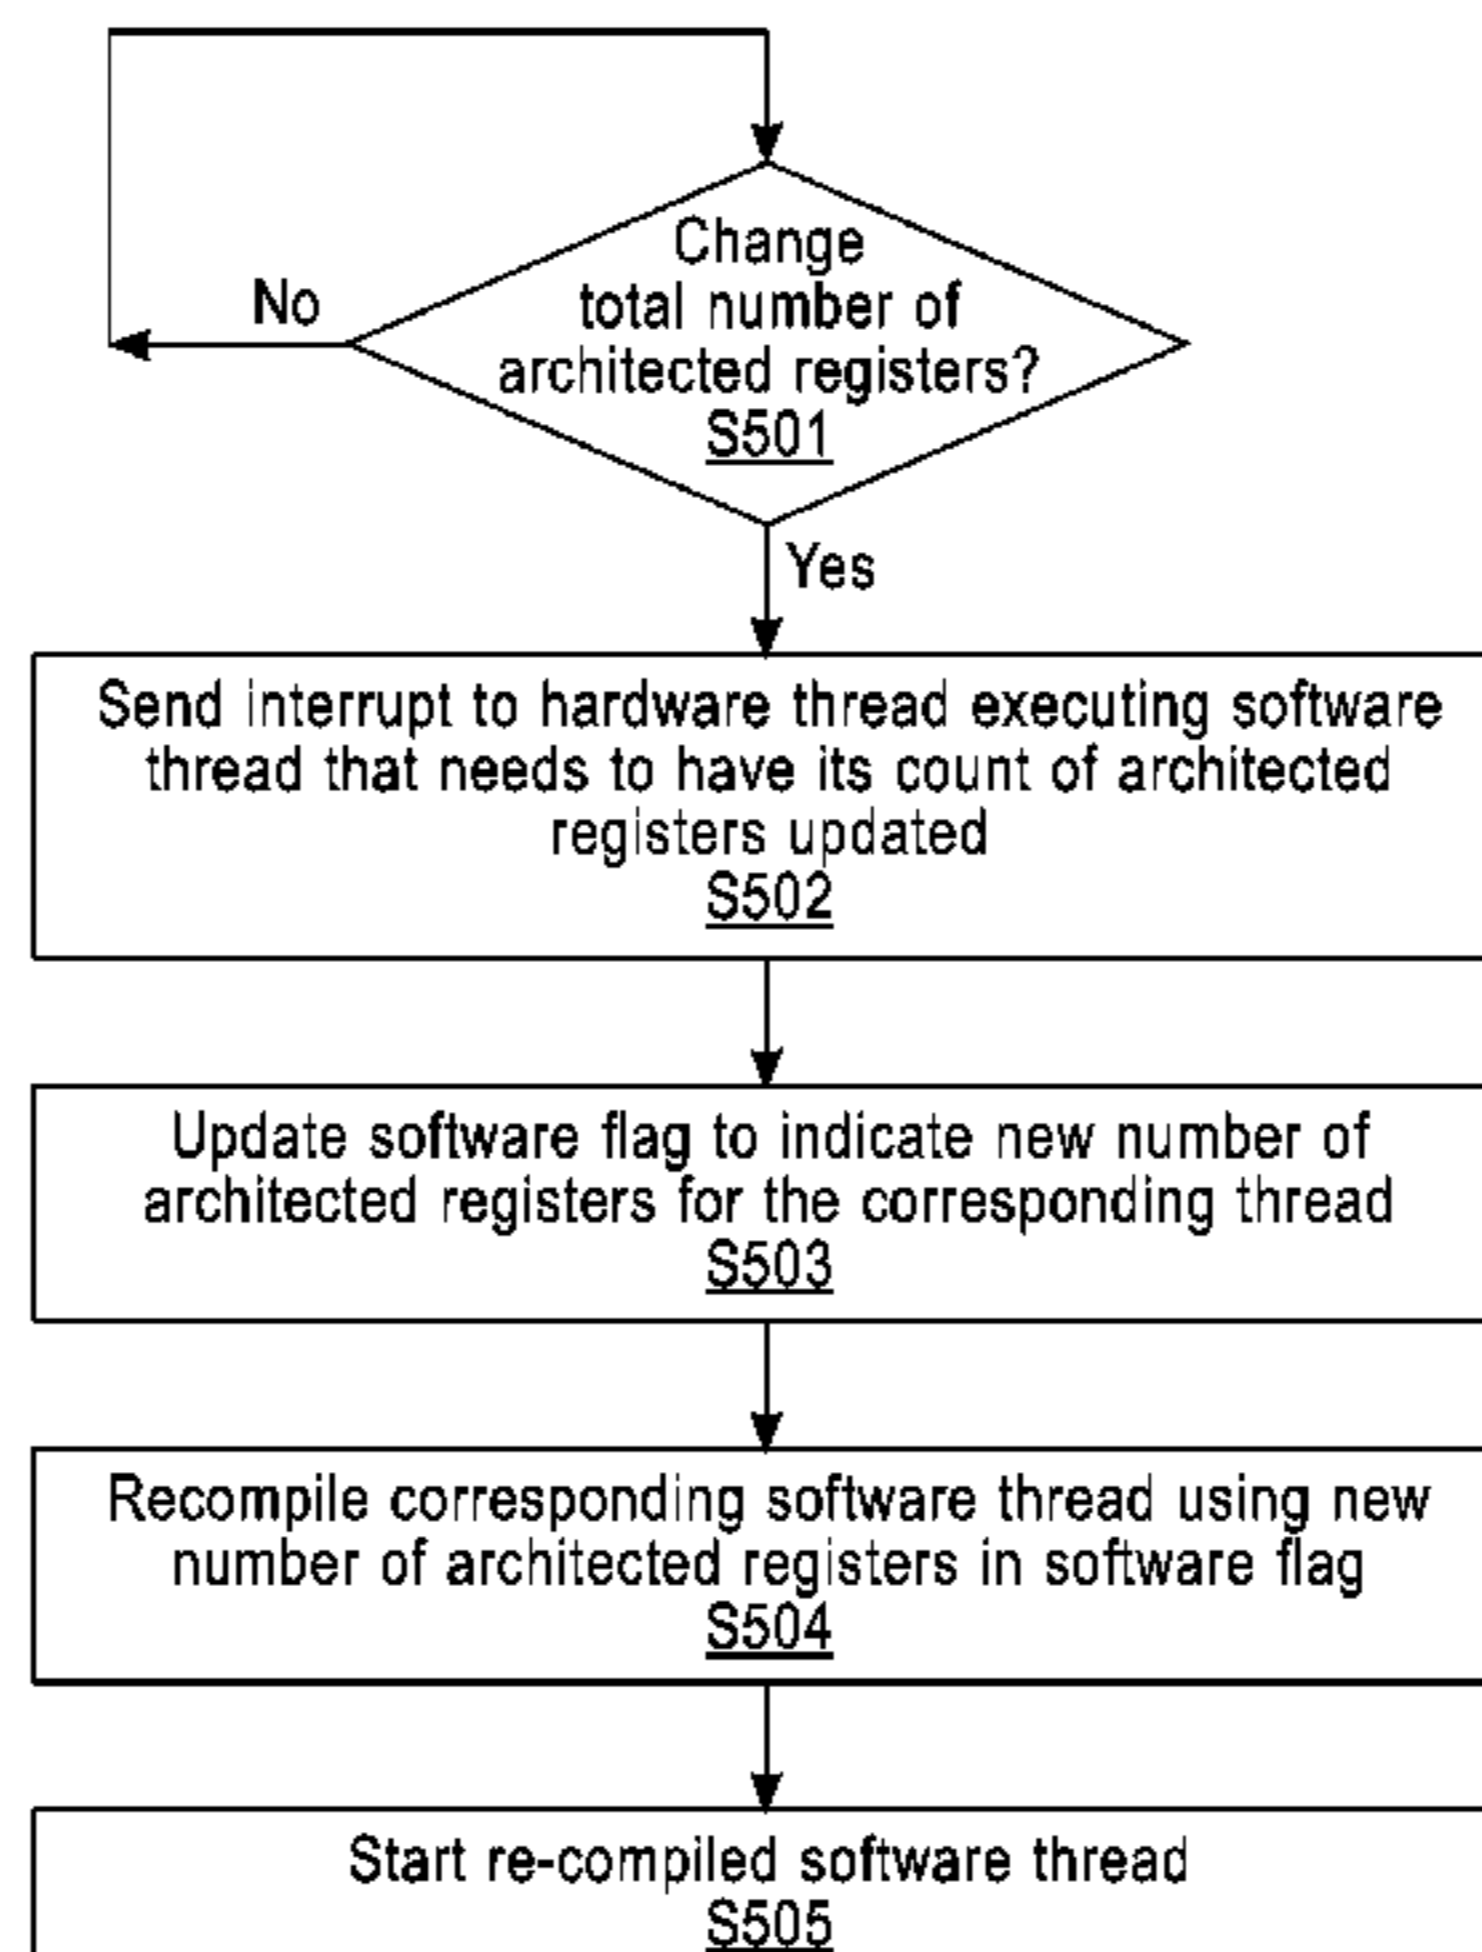 Change
total number of
architected registers?
S501
No
Yes
Send interrupt to hardware thread executing software
thread that needs to have its count of architected
registers updated
S502
Update software flag to indicate new number of
architected registers for the corresponding thread
S503
Recompile corresponding software thread using new
number of architected registers in software flag
S504
Start re-compiled software thread
S505